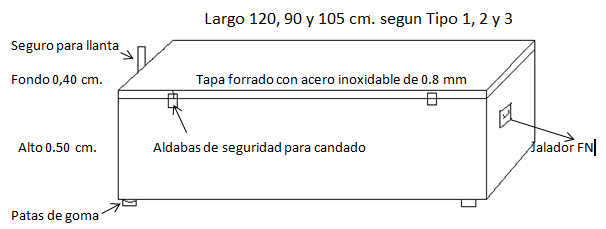 Largo 120, 90 y 105 cm. segun Tipo 1, 2 y 3
Seguro para llanta
Fondo 0,40 cm.
Tapa forrado con acero inoxidable de 0.8 mm
Alto 0.50 cm.
Aldabas de seguridad para candado
Jalador FN
Patas de goma